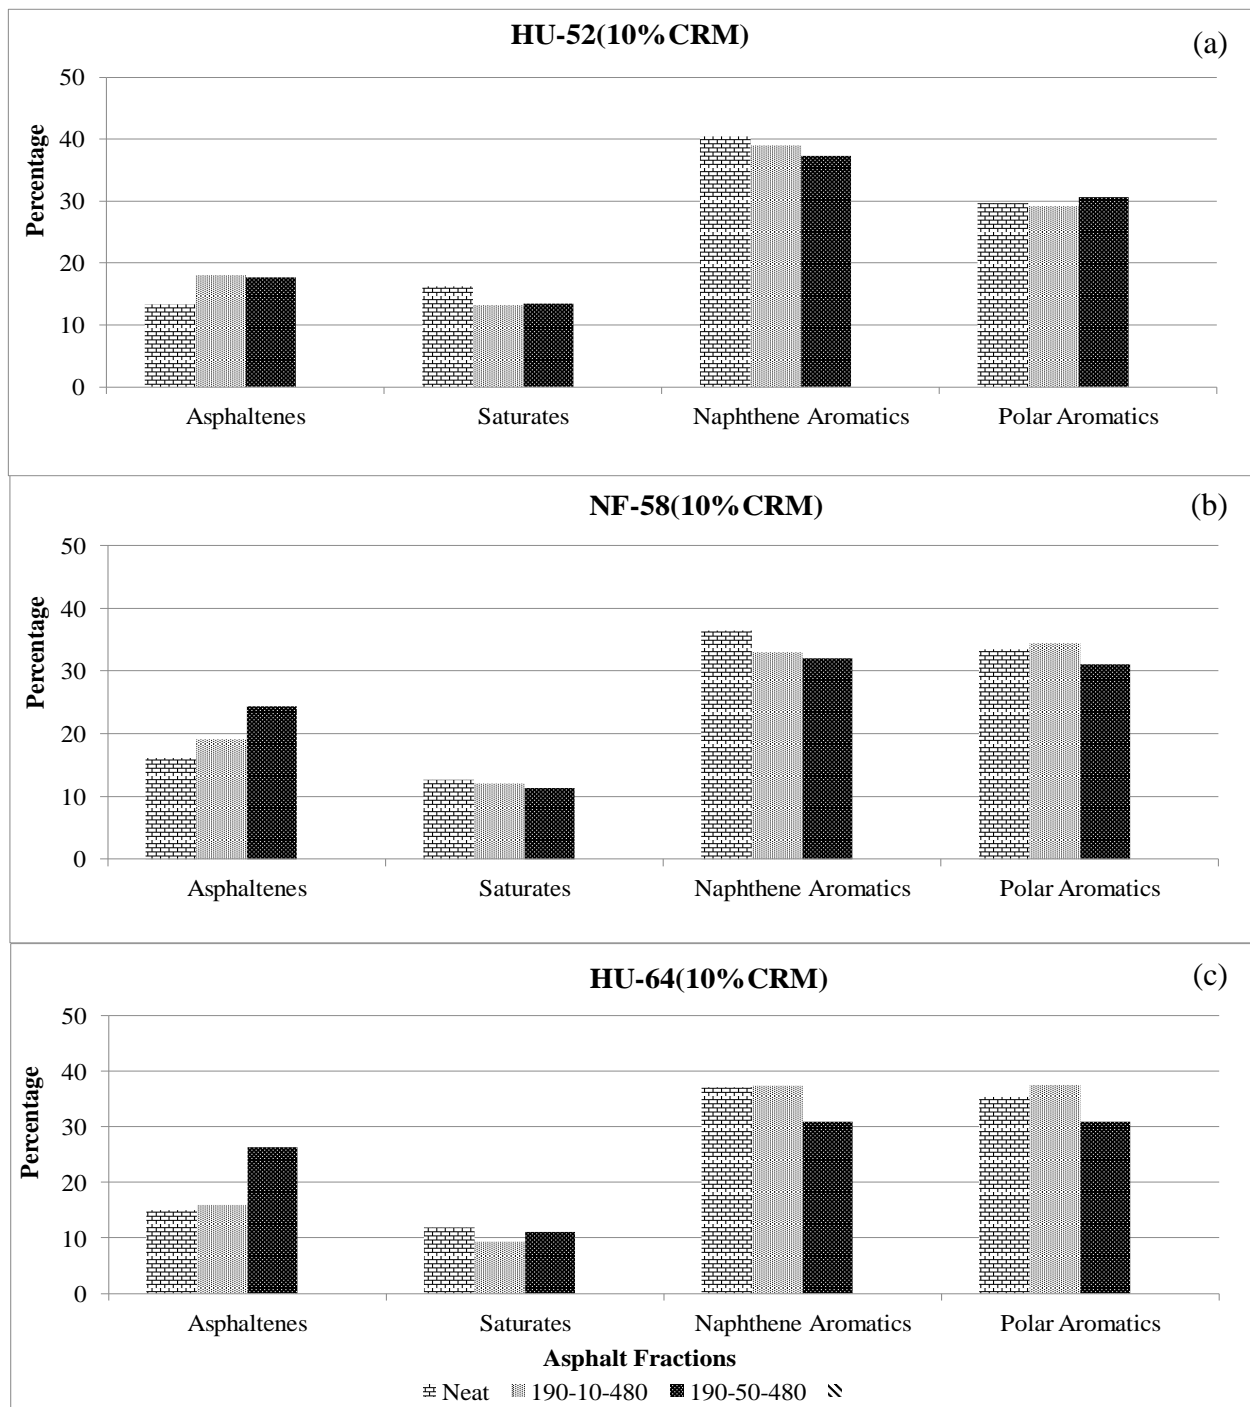 HU-52(10%CRM)
(a)
50
40
30
20
10
0
Percentage
Asphaltenes Saturates Naphthene Aromatics Polar Aromatics
NF-58(10%CRM)
(b)
50
40
30
20
10
0
Percentage
Asphaltenes Saturates Naphthene Aromatics Polar Aromatics
HU-64(10%CRM)
(c)
50
40
30
20
10
0
Percentage
Asphaltenes Saturates Naphthene Aromatics Polar Aromatics
Asphalt Fractions
Neat 190-10-480 190-50-480